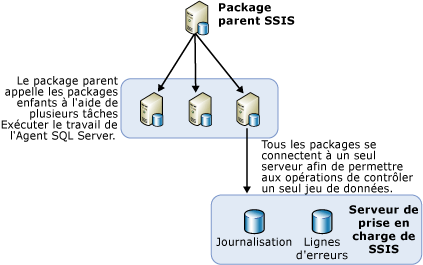 Package
parent SSIS
Le package parent
appelle les packages
enfants à l'aide de
plusieurs tâches
Exécuter le travail de
l'Agent SQL Server.
Tous les packages se
connectent à un seul
serveur afin de permettre
aux opérations de contrôler
un seul jeu de données.
Serveur de
prise en
charge de
SSIS
Journalisation
Lignes
d'erreurs